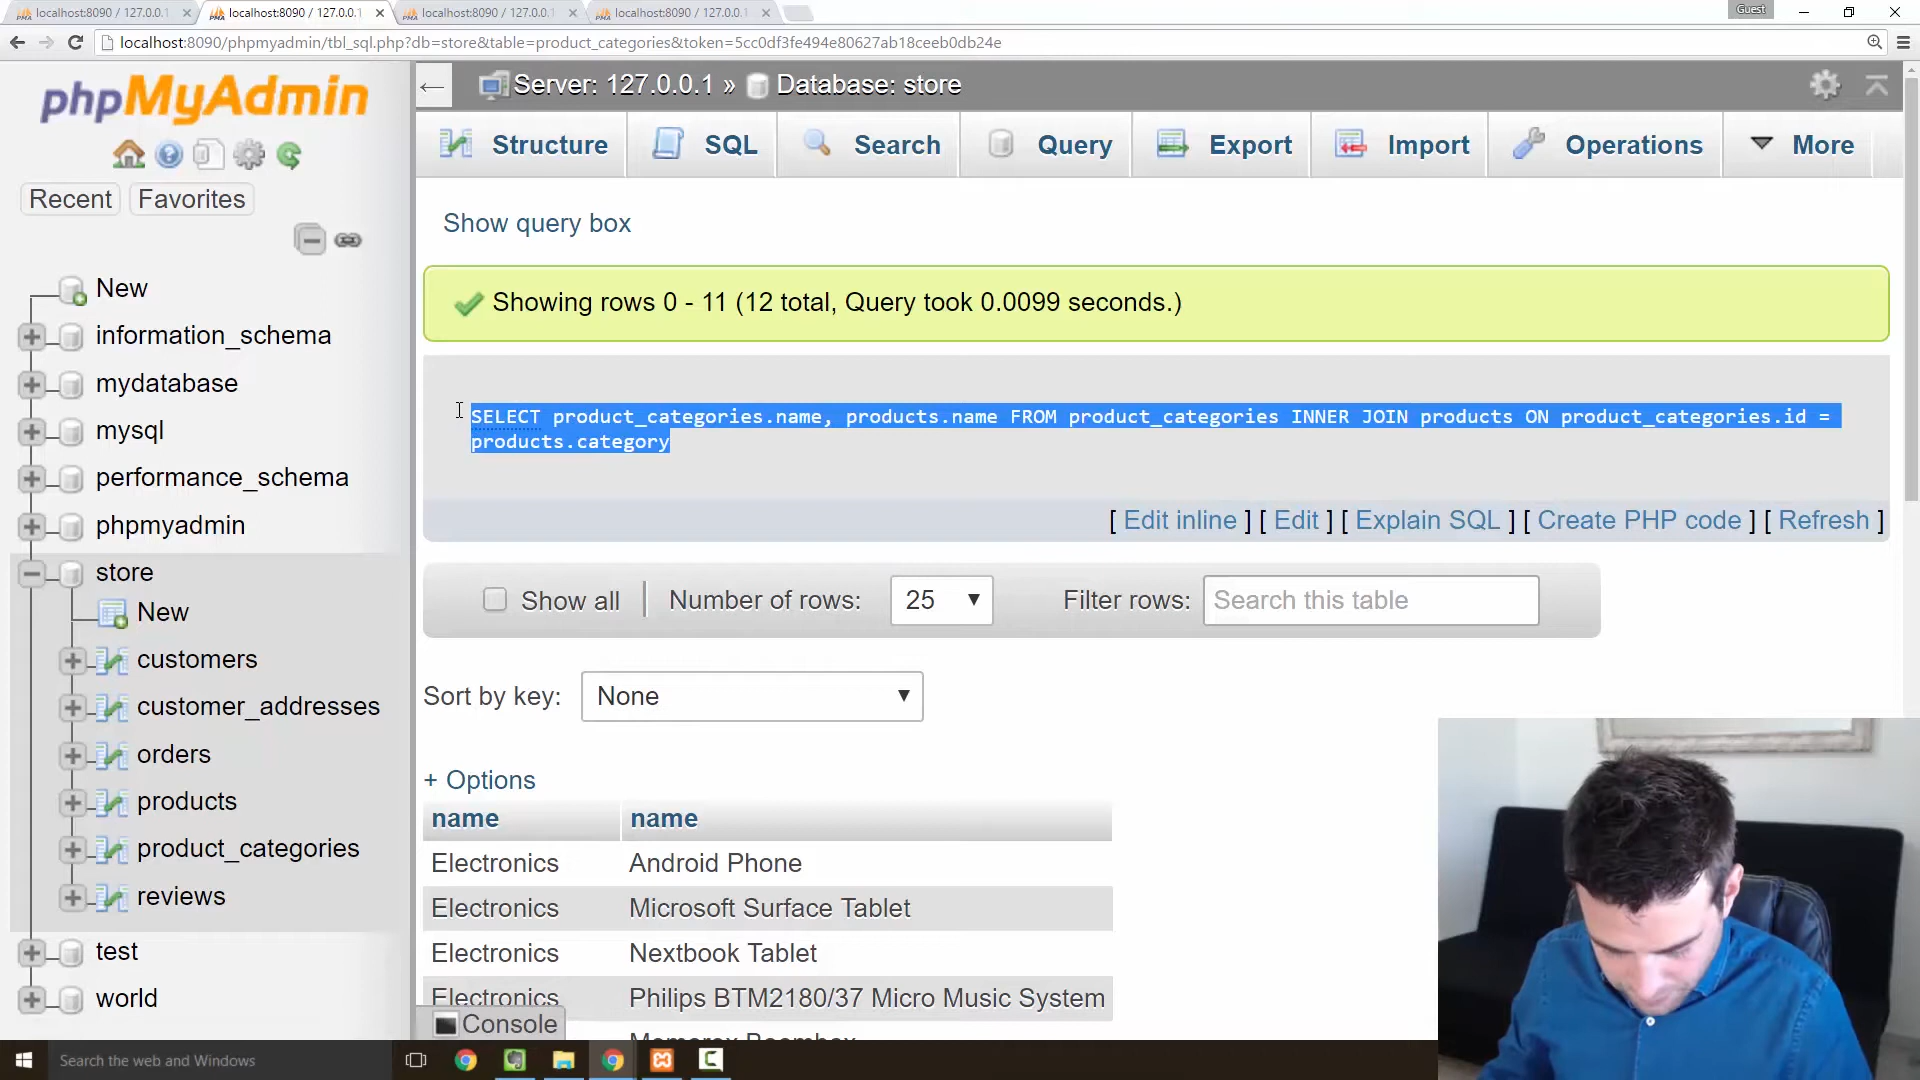 localhost:8090 / 127.0.0.1
localhost:8090 / 127.0.0.1
localhost:8090 / 127.0.0.1
localhost:8090 / 127.0.0.1
Guest
localhost:8090/phpmyadmin/tbl_sql.php?db=store&table=product_categories&token=5cc0df3fe494e80627ab18ceeb0db24e
phpMyAdmin
Recent Favorites
New
information_schema
mydatabase
mysql
performance_schema
phpmyadmin
store
New
customers
customer_addresses
orders
products
product_categories
reviews
test
world
Server: 127.0.0.1 » Database: store
Structure SQL Search Query Export Import Operations More
Show query box
Showing rows 0 - 11 (12 total, Query took 0.0099 seconds.)
SELECT product_categories.name, products.name FROM product_categories INNER JOIN products ON product_categories.id =
products.category
[ Edit inline ] [ Edit ] [ Explain SQL ] [ Create PHP code ] [ Refresh ]
Show all Number of rows: 25 Filter rows: Search this table
Sort by key: None
+ Options
name name
Electronics Android Phone
Electronics Microsoft Surface Tablet
Electronics Nextbook Tablet
Electronics Philips BTM2180/37 Micro Music System
Console
Search the web and Windows